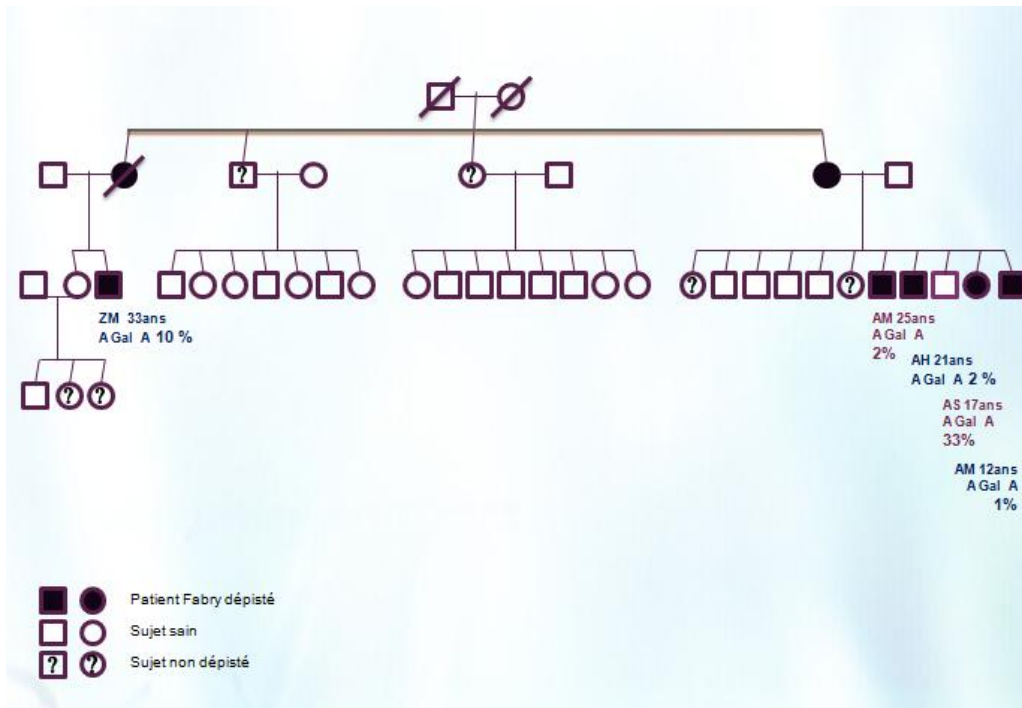 ?
?
?
?
ZM 33ans
A Gal A 10 %
AM 25ans
A Gal A
2%
AH 21ans
A Gal A 2 %
AS 17ans
A Gal A
33%
AM 12ans
A Gal A
1%
? ?
Patient Fabry dépisté
Sujet sain
? ? Sujet non dépisté